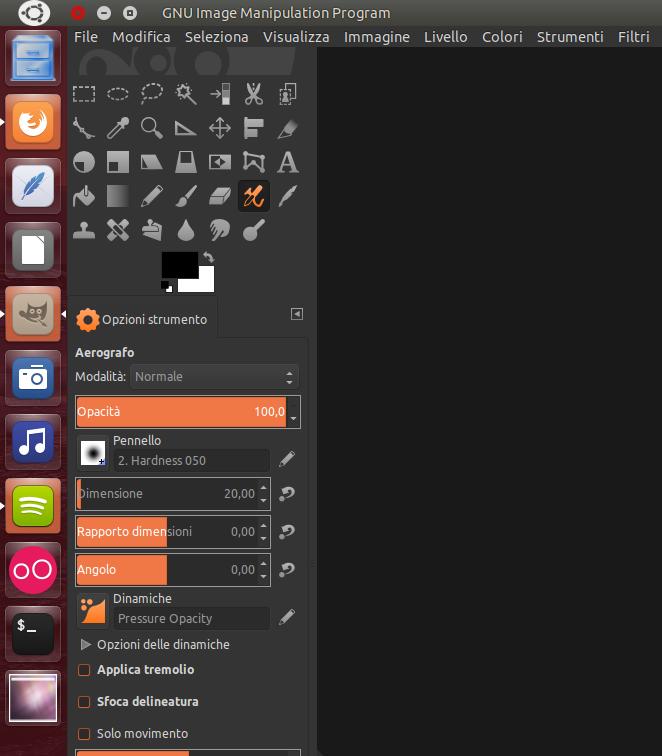 GNU Image Manipulation Program
File Modifica Seleziona Visualizza Immagine Livello Colori Strumenti Filtri
A
Opzioni strumento
Aerografo
Modalità: Normale
Opacità 100,0
Pennello
2. Hardness 050
Dimensione 20,00
Rapporto dimensioni 0,00
Angolo 0,00
Dinamiche
Pressure Opacity
Opzioni delle dinamiche
Applica tremolio
Sfoca delineatura
Solo movimento
$_